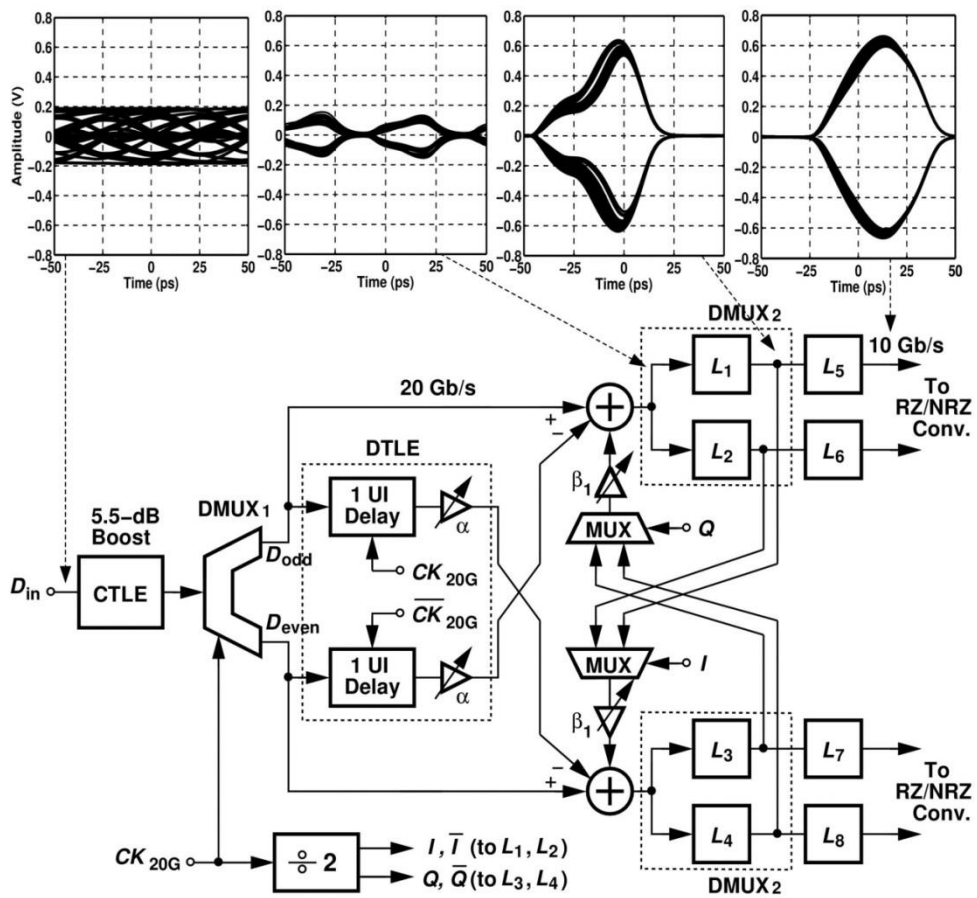 Amplitude (V)
0.8
0.6
0.4
0.2
0
−0.2
−0.4
−0.6
−0.8
−50 −25 0 25 50
Time (ps)
0.8
0.6
0.4
0.2
0
−0.2
−0.4
−0.6
−0.8
−50 −25 0 25 50
Time (ps)
0.8
0.6
0.4
0.2
0
−0.2
−0.4
−0.6
−0.8
−50 −25 0 25 50
Time (ps)
0.8
0.6
0.4
0.2
0
−0.2
−0.4
−0.6
−0.8
−50 −25 0 25 50
Time (ps)
DMUX2
10 Gb/s
L1
L5
To
RZ/NRZ
Conv.
L2
L6
20 Gb/s
+
−
+
β1
MUX
Q
DTLE
1 UI
Delay
α
CK20G
C̅K̅20G
1 UI
Delay
α
5.5−dB
Boost
DMUX1
Din
CTLE
Dodd
Deven
MUX
I
β1
−
+
+
L3
L7
To
RZ/NRZ
Conv.
L4
L8
DMUX2
CK20G
÷ 2
I, I̅ (to L1, L2)
Q, Q̅ (to L3, L4)